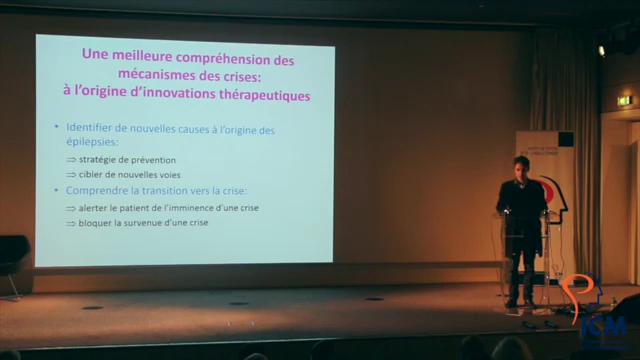 Une meilleure compréhension des
mécanismes des crises:
à l'origine d'innovations thérapeutiques
• Identifier de nouvelles causes à l'origine des
épilepsies:
⇒ stratégie de prévention
⇒ cibler de nouvelles voies
• Comprendre la transition vers la crise:
⇒ alerter le patient de l'imminence d'une crise
⇒ bloquer la survenue d'une crise
ICM